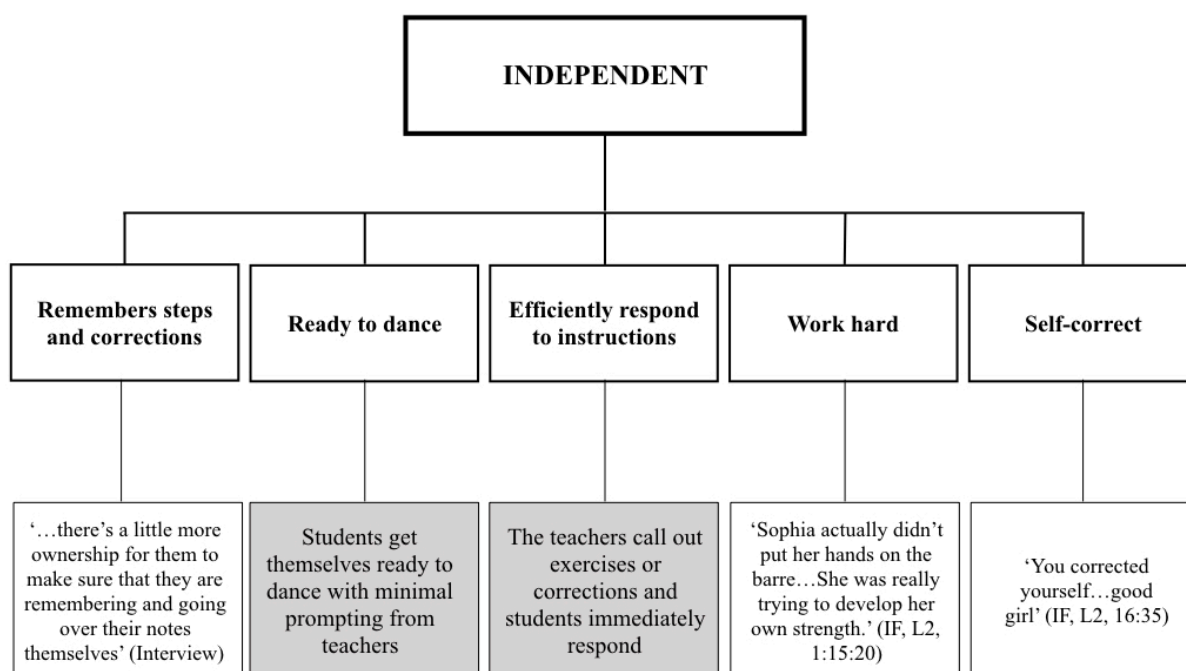 INDEPENDENT
Remembers steps
and corrections
Ready to dance
Efficiently respond
to instructions
Work hard
Self-correct
‘…there’s a little more
ownership for them to
make sure that they are
remembering and going
over their notes
themselves’ (Interview)
Students get
themselves ready to
dance with minimal
prompting from
teachers
The teachers call out
exercises or
corrections and
students immediately
respond
‘Sophia actually didn’t
put her hands on the
barre…She was really
trying to develop her
own strength.’ (IF, L2,
1:15:20)
‘You corrected
yourself…good
girl’ (IF, L2, 16:35)